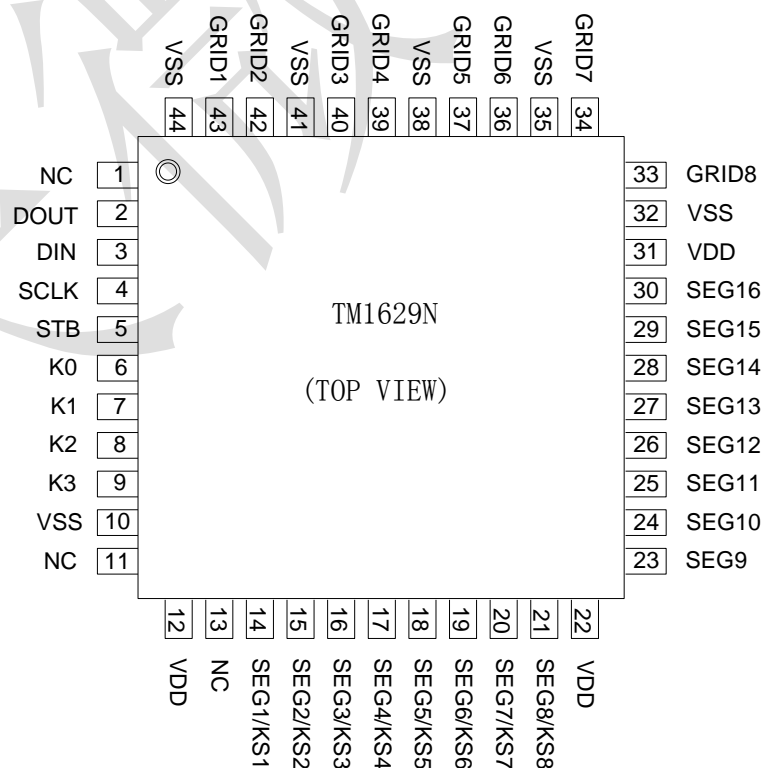 VSS GRID1 GRID2 VSS GRID3 GRID4 VSS GRID5 GRID6 VSS GRID7
44 43 42 41 40 39 38 37 36 35 34
NC 1
DOUT 2
DIN 3
SCLK 4
STB 5
K0 6
K1 7
K2 8
K3 9
VSS 10
NC 11
TM1629N
(TOP VIEW)
33 GRID8
32 VSS
31 VDD
30 SEG16
29 SEG15
28 SEG14
27 SEG13
26 SEG12
25 SEG11
24 SEG10
23 SEG9
12 13 14 15 16 17 18 19 20 21 22
VDD NC SEG1/KS1 SEG2/KS2 SEG3/KS3 SEG4/KS4 SEG5/KS5 SEG6/KS6 SEG7/KS7 SEG8/KS8 VDD